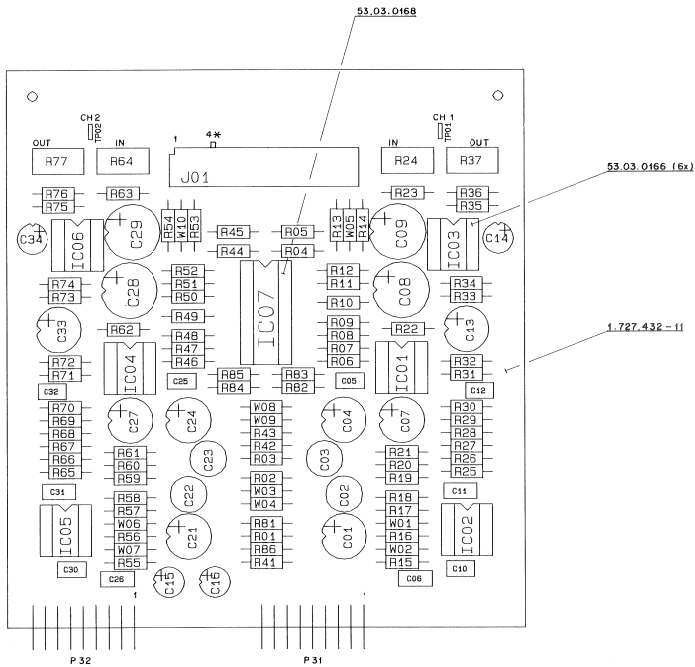 53.03.0168
CH 2
TP02
CH 1
TP01
OUT
IN
1
4*
IN
OUT
R77
R64
J01
R24
R37
53.03.0166 (6x)
R76
R63
R23
R36
R75
R35
C34
IC06
C29
R54
W10
R53
R45
R05
R13
W05
R14
C09
IC03
C14
R44
R04
R74
R73
C28
R52
R51
R50
IC07
R12
R11
C08
R34
R33
R49
R10
C33
R62
R48
R47
R46
R09
R08
R07
R06
R22
C13
1.727.432-11
R72
R71
IC04
IC01
R32
R31
C32
C25
R85
R84
R83
R82
C05
C12
R70
R69
R68
R67
R66
R65
C27
C24
W08
W09
R43
R42
R03
C04
C07
R30
R29
R28
R27
R26
R25
R61
R60
R59
C23
C03
R21
R20
R19
C31
C22
R02
W03
W04
C02
C11
R58
R57
W06
R56
W07
R55
R18
R17
W01
R16
W02
R15
IC05
C21
R81
R01
R86
R41
C01
IC02
C30
C26
C15
C16
C06
C10
1
1
P32
P31